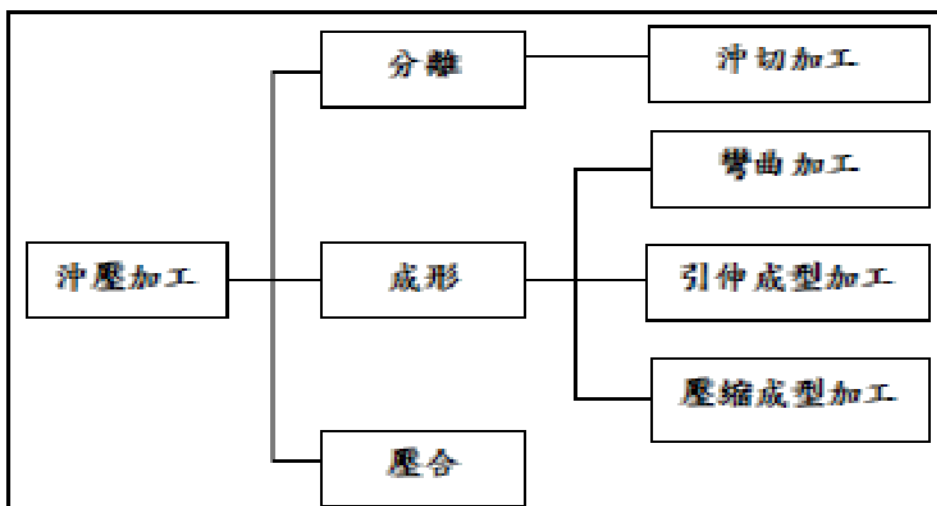 分離
沖切加工
彎曲加工
沖壓加工
成形
引伸成型加工
壓縮成型加工
壓合